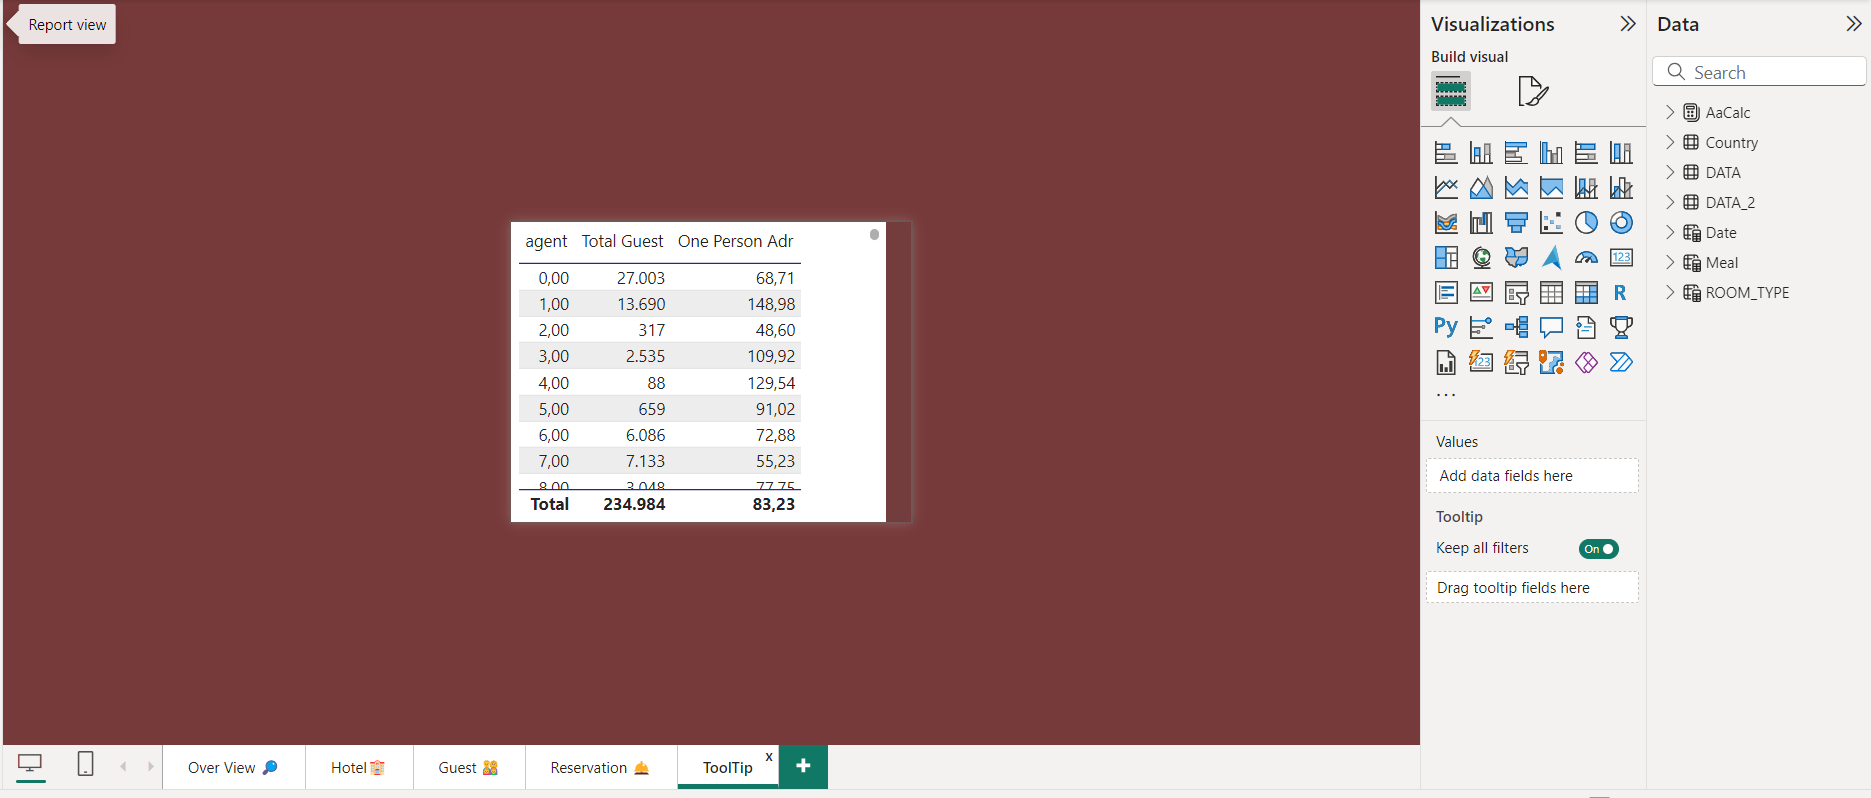 Report view
agent Total Guest One Person Adr
0,00 27.003 68,71
1,00 13.690 148,98
2,00 317 48,60
3,00 2.535 109,92
4,00 88 129,54
5,00 659 91,02
6,00 6.086 72,88
7,00 7.133 55,23
8,00 3.048 77,75
Total 234.984 83,23
Over View
Hotel
Guest
Reservation
ToolTip
x
+
Visualizations
Build visual
123
R
Py
123
...
Values
Add data fields here
Tooltip
Keep all filters
On
Drag tooltip fields here
Data
Search
AaCalc
Country
DATA
DATA_2
Date
Meal
ROOM_TYPE